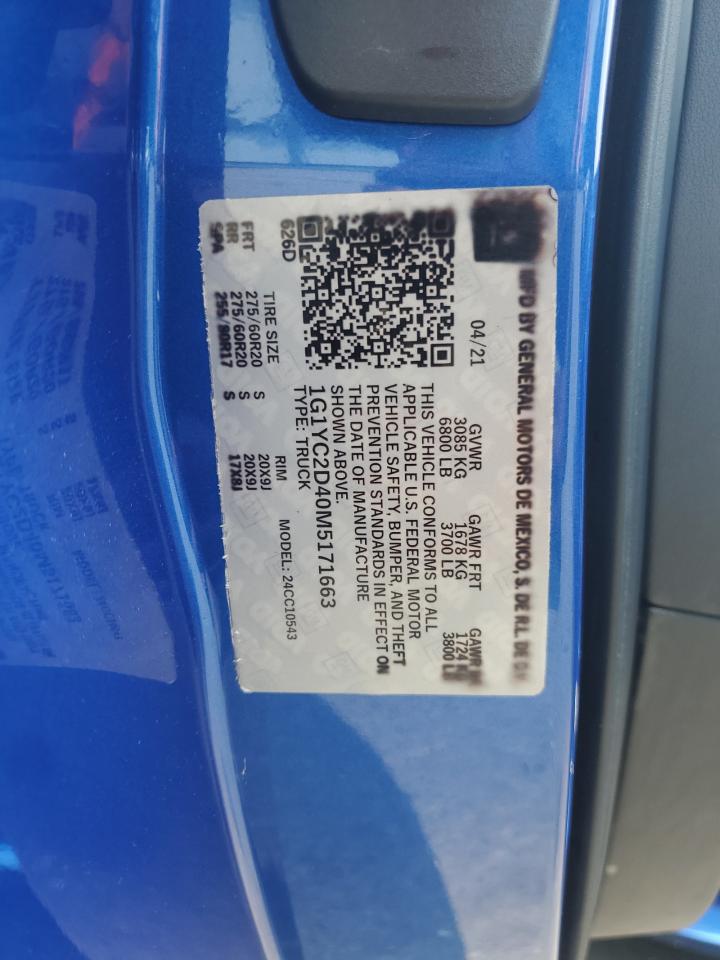 MFD BY GENERAL MOTORS DE MEXICO, S. DE R.L. DE
04/21
GVWR GAWR FRT GAWR
3085 KG 1678 KG 1724
6800 LB 3700 LB 3800 LB
THIS VEHICLE CONFORMS TO ALL
APPLICABLE U.S. FEDERAL MOTOR
VEHICLE SAFETY, BUMPER, AND THEFT
PREVENTION STANDARDS IN EFFECT ON
THE DATE OF MANUFACTURE
SHOWN ABOVE.
1G1YC2D40M5171663
TYPE: TRUCK
626D
MODEL: 24CC10543
TIRE SIZE RIM
FRT 275/60R20 S 20X9J
RR 275/60R20 S 20X9J
SPA 255/80R17 S 17X8J